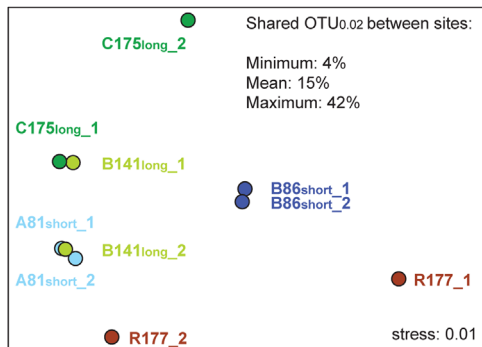 Shared OTU0.02 between sites:
C175long_2
Minimum: 4%
Mean: 15%
Maximum: 42%
C175long_1
B141long_1
B86short_1
B86short_2
A81short_1
B141long_2
A81short_2
R177_1
R177_2
stress: 0.01